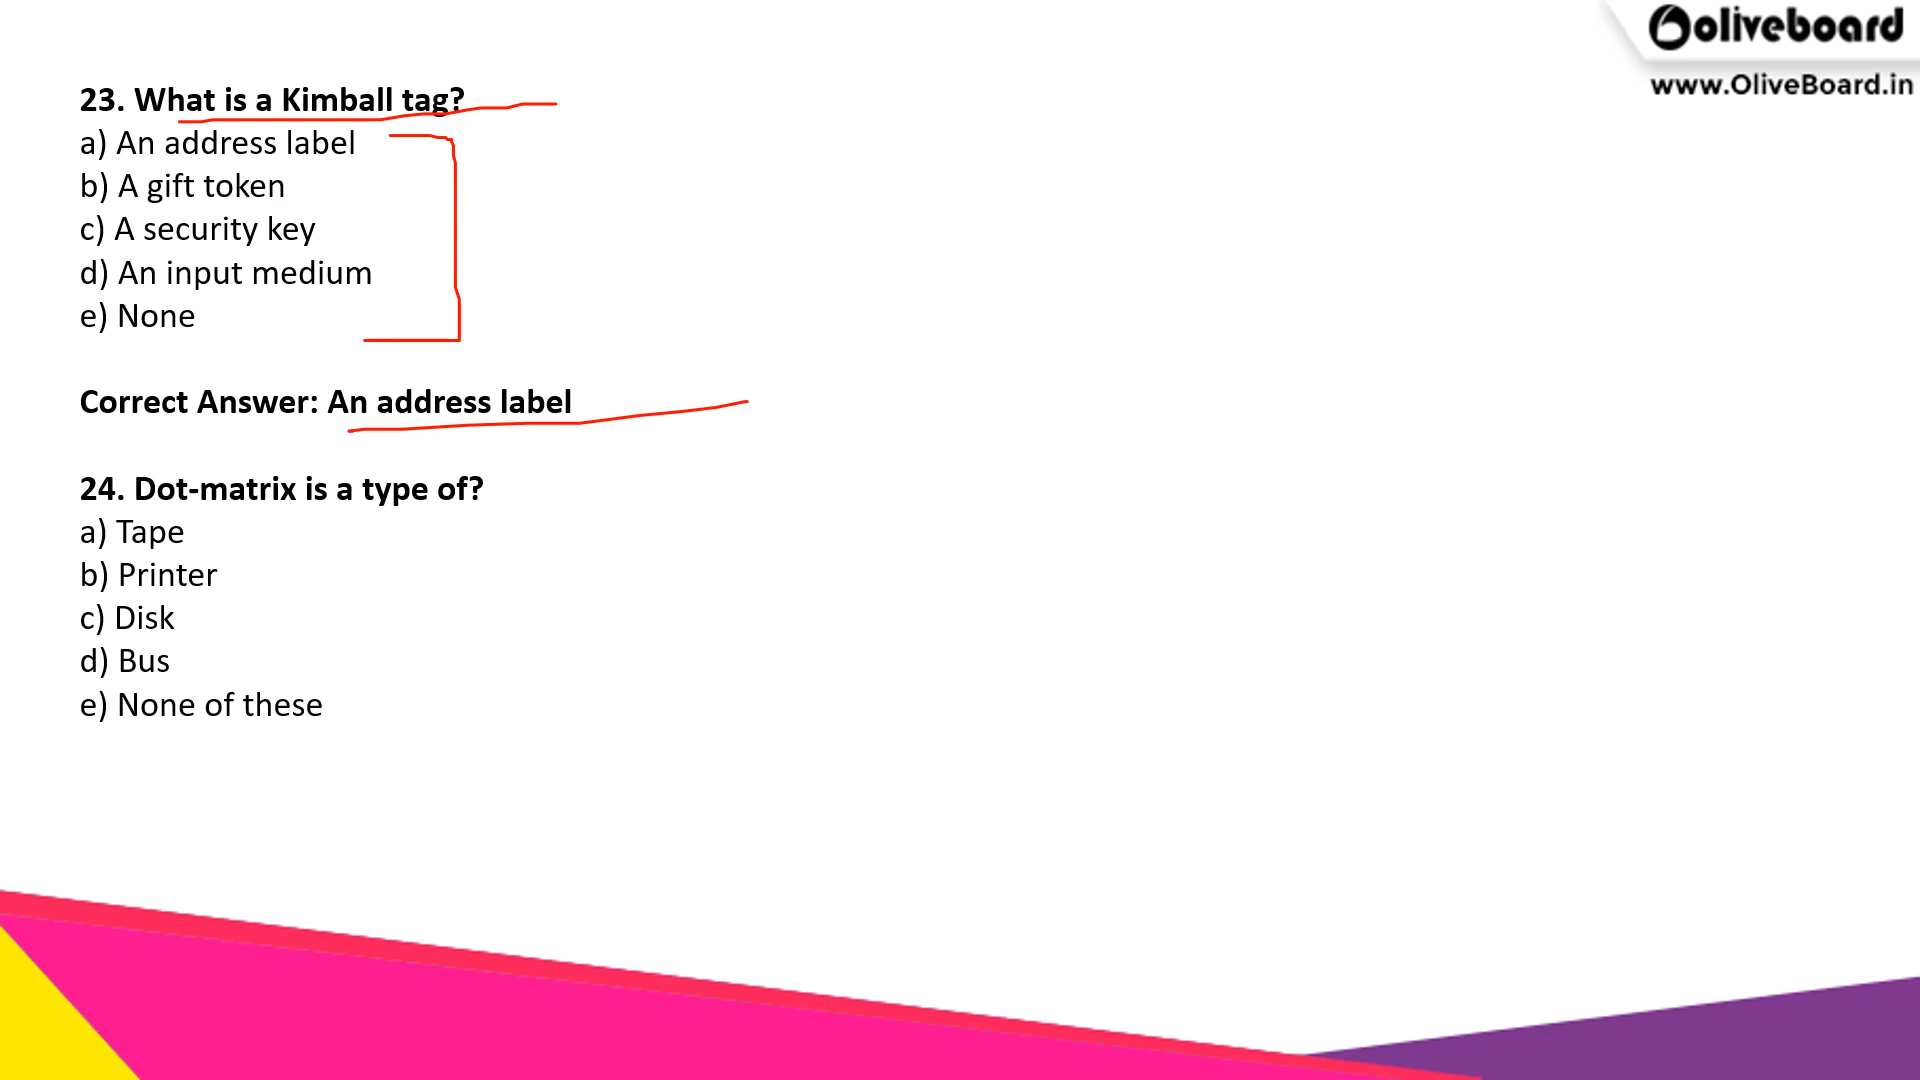 oliveboard
www.OliveBoard.in
23. What is a Kimball tag?
a) An address label
b) A gift token
c) A security key
d) An input medium
e) None
Correct Answer: An address label
24. Dot-matrix is a type of?
a) Tape
b) Printer
c) Disk
d) Bus
e) None of these